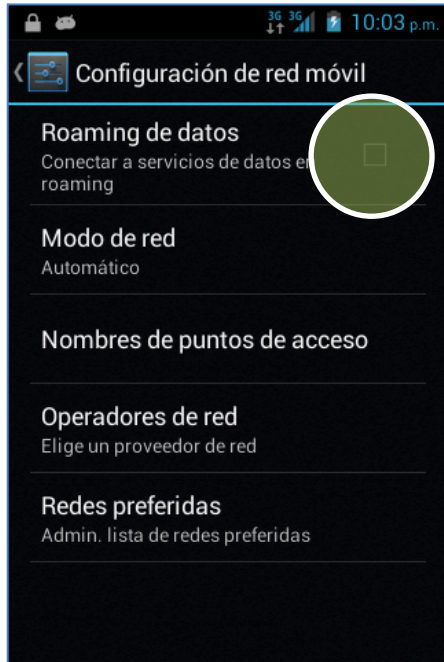 3G 3G 10:03 p.m.
Configuración de red móvil
Roaming de datos
Conectar a servicios de datos en
roaming
Modo de red
Automático
Nombres de puntos de acceso
Operadores de red
Elige un proveedor de red
Redes preferidas
Admin. lista de redes preferidas